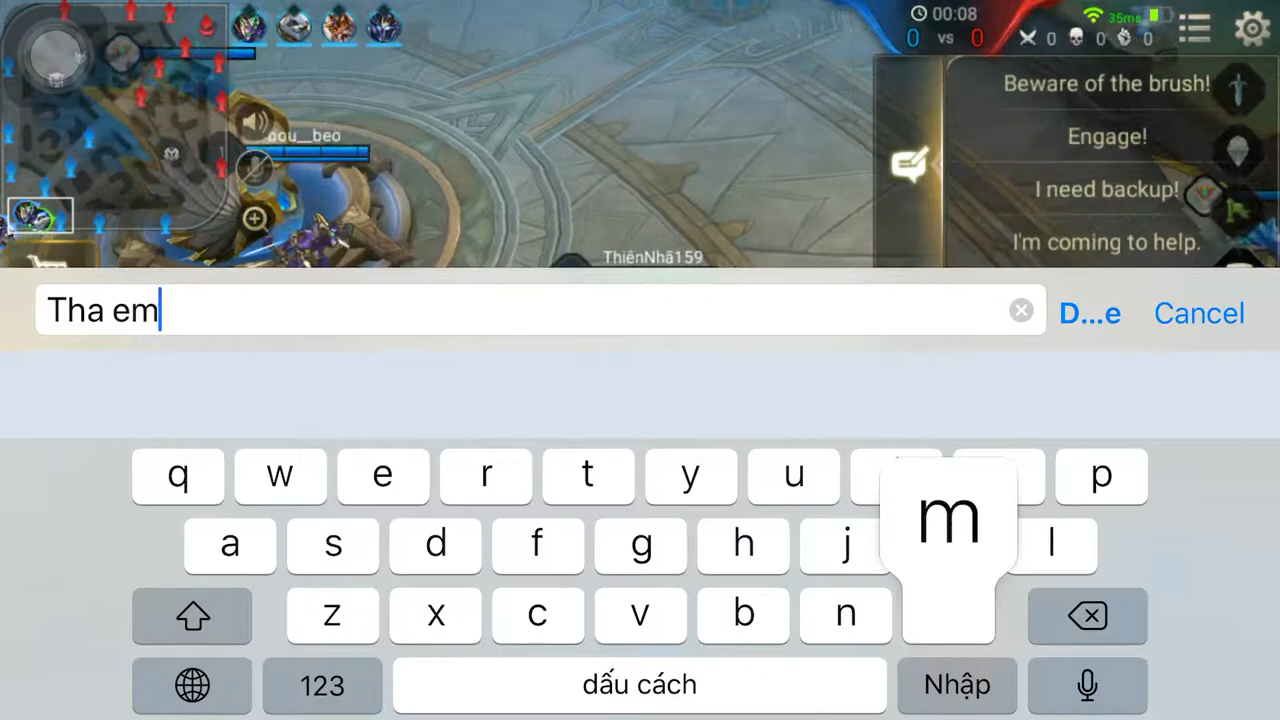 00:08
35ms
0 vs 0
0 0 0
Beware of the brush!
Engage!
I need backup!
I'm coming to help.
ThiênNhã159
Tha em
D...e
Cancel
m
q w e r t y u p
a s d f g h j l
z x c v b n
123
dấu cách
Nhập